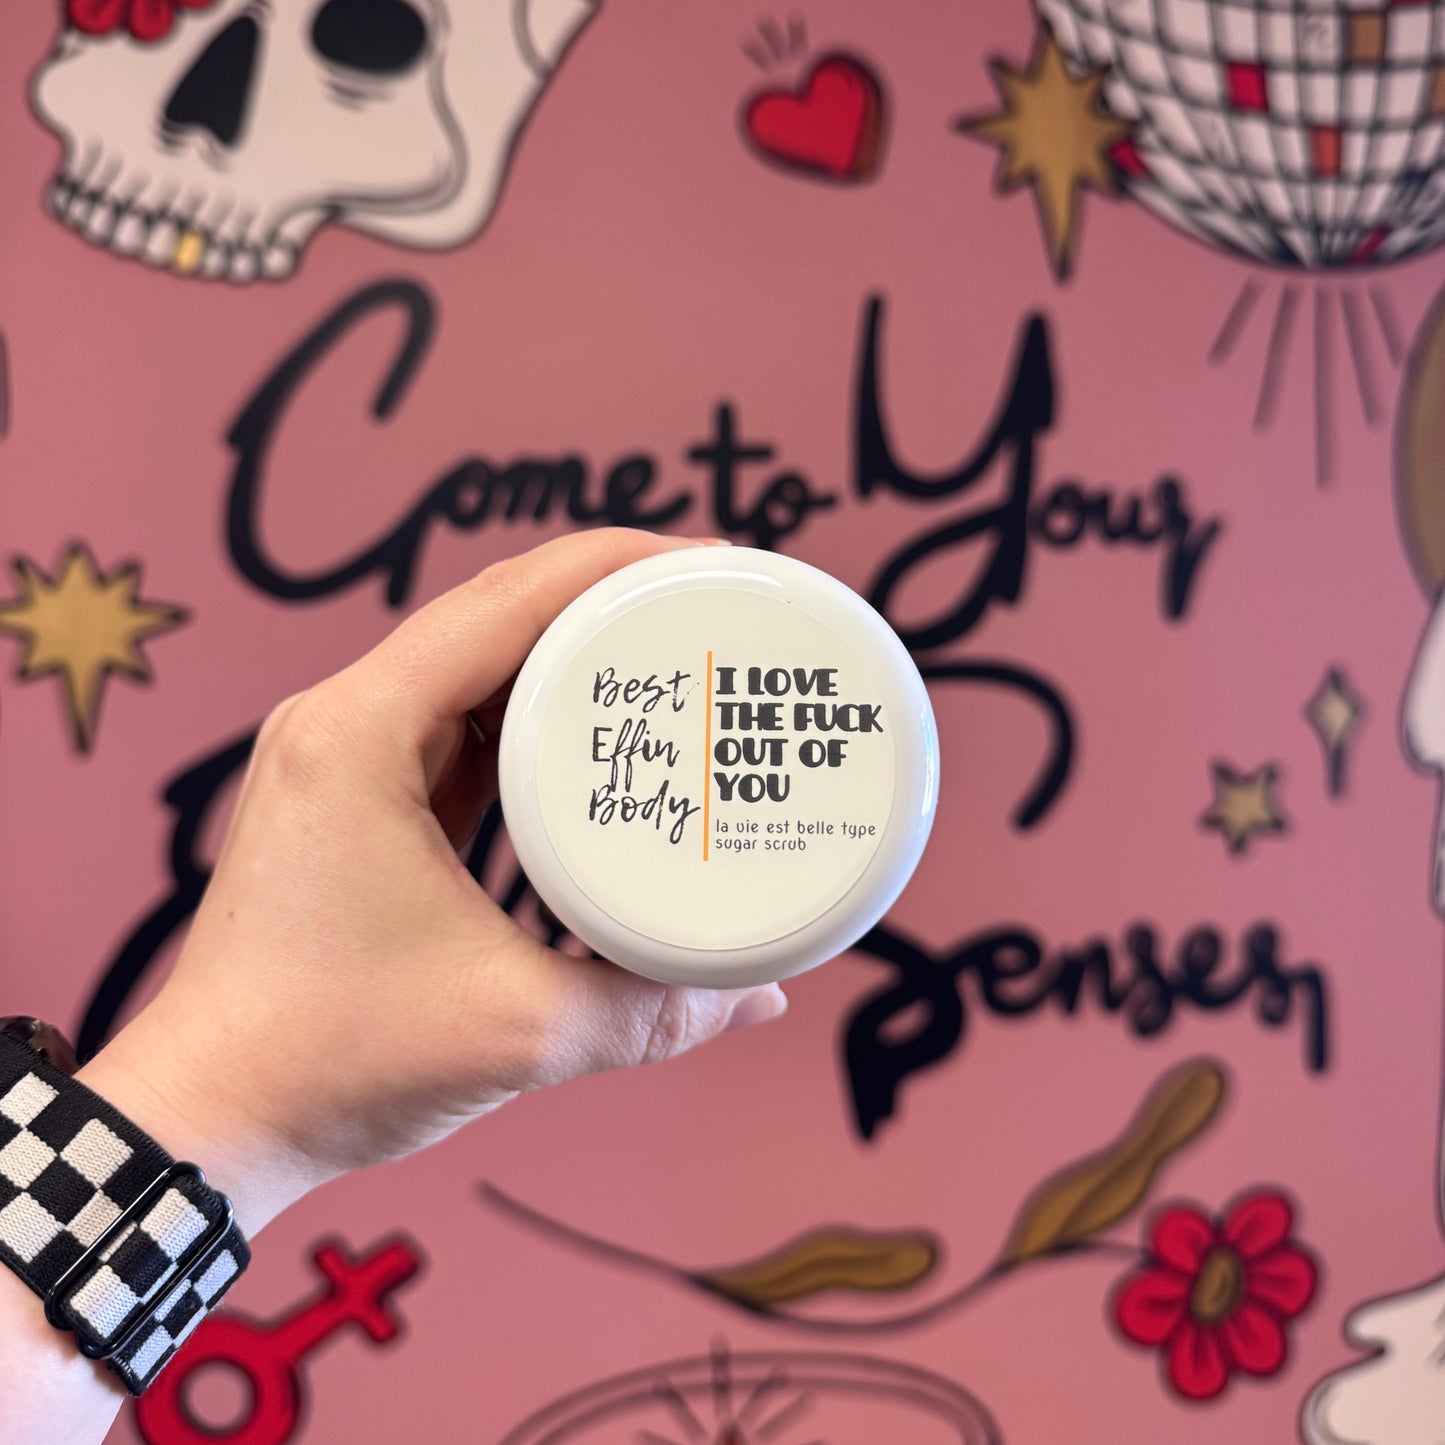 Come to Your
Senses,
Best
Effin
Body
I LOVE
THE FUCK
OUT OF
YOU
la vie est belle type
sugar scrub